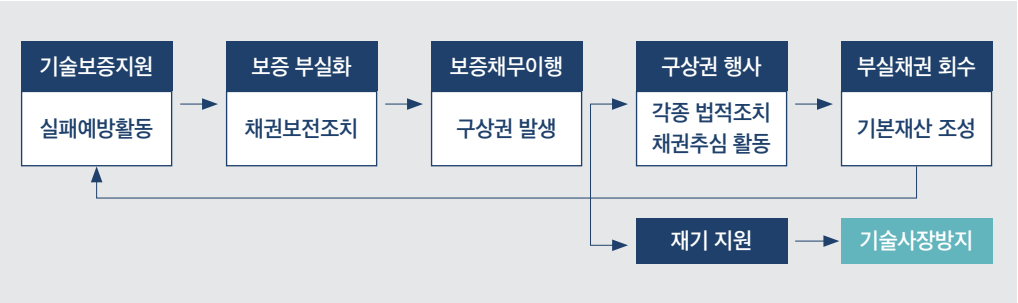 기술보증지원
실패예방활동
보증 부실화
채권보전조치
보증채무이행
구상권 발생
구상권 행사
각종 법적조치
채권추심 활동
부실채권 회수
기본재산 조성
재기 지원
기술사장방지